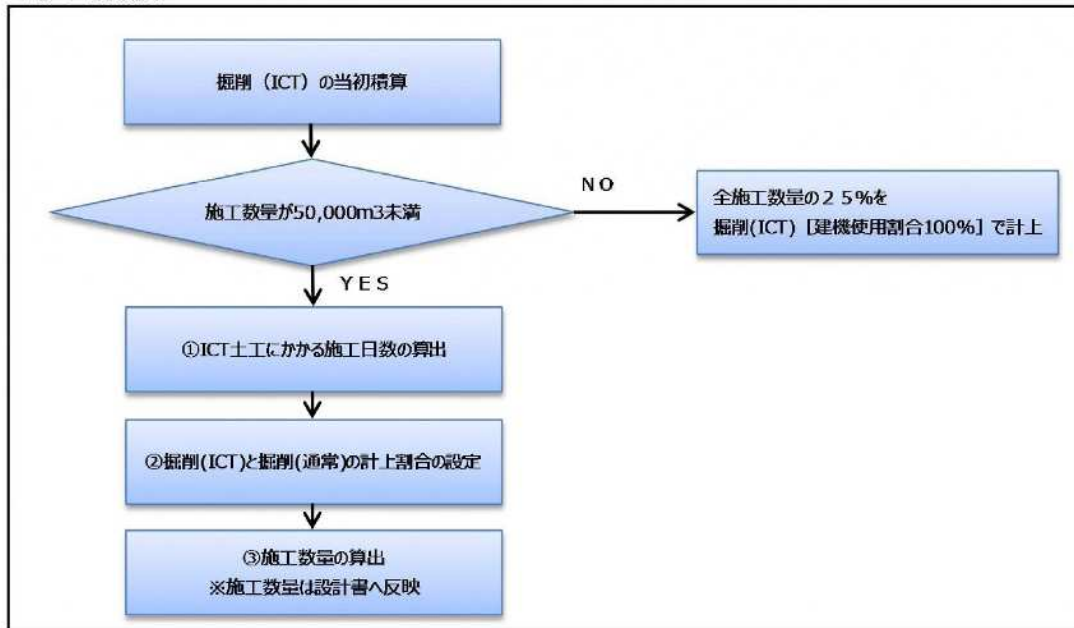 掘削（ICT）の当初積算
施工数量が50,000m3未満
NO
全施工数量の２５%を
掘削(ICT)［建機使用割合100%］で計上
YES
①ICT土工にかかる施工日数の算出
②掘削(ICT)と掘削(通常)の計上割合の設定
③施工数量の算出
※施工数量は設計書へ反映